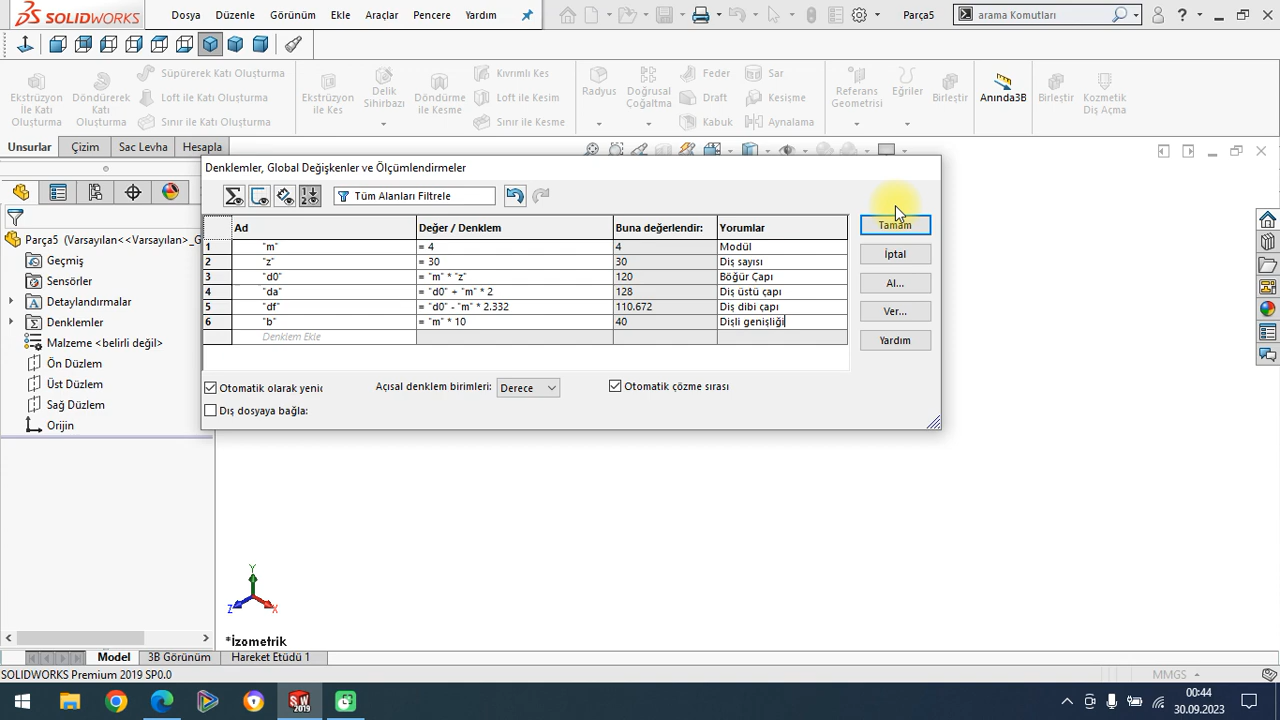 SOLIDWORKS
Dosya
Düzenle
Görünüm
Ekle
Araçlar
Pencere
Yardım
Parça5
arama Komutları
?
Ekstrüzyon İle Katı Oluşturma
Döndürerek Katı Oluşturma
Süpürerek Katı Oluşturma
Loft ile Katı Oluşturma
Sınır ile Katı Oluşturma
Ekstrüzyon ile Kes
Delik Sihirbazı
Döndürme ile Kesme
Kıvrımlı Kes
Loft ile Kesim
Sınır ile Kesme
Radyus
Doğrusal Çoğaltma
Feder
Draft
Kabuk
Sar
Kesişme
Aynalama
Referans Geometrisi
Eğriler
Birleştir
Anında3B
Birleştir
Kozmetik Diş Açma
Unsurlar
Çizim
Sac Levha
Hesapla
Denklemler, Global Değişkenler ve Ölçümlendirmeler
Tüm Alanları Filtrele
Ad
Değer / Denklem
Buna değerlendir:
Yorumlar
1 "m" = 4 4 Modül
2 "z" = 30 30 Diş sayısı
3 "d0" = "m" * "z" 120 Böğür Çapı
4 "da" = "d0" + "m" * 2 128 Diş üstü çapı
5 "df" = "d0" - "m" * 2.332 110.672 Diş dibi çapı
6 "b" = "m" * 10 40 Dişli genişliği
Denklem Ekle
Tamam
İptal
Al...
Ver...
Yardım
Otomatik olarak yenic
Açısal denklem birimleri:
Derece
Otomatik çözme sırası
Dış dosyaya bağla:
Parça5 (Varsayılan<<Varsayılan>_G
Geçmiş
Sensörler
Detaylandırmalar
Denklemler
Malzeme <belirli değil>
Ön Düzlem
Üst Düzlem
Sağ Düzlem
Orijin
Y
Z
X
*İzometrik
Model
3B Görünüm
Hareket Etüdü 1
SOLIDWORKS Premium 2019 SP0.0
MMGS
SW
2019
00:44
30.09.2023